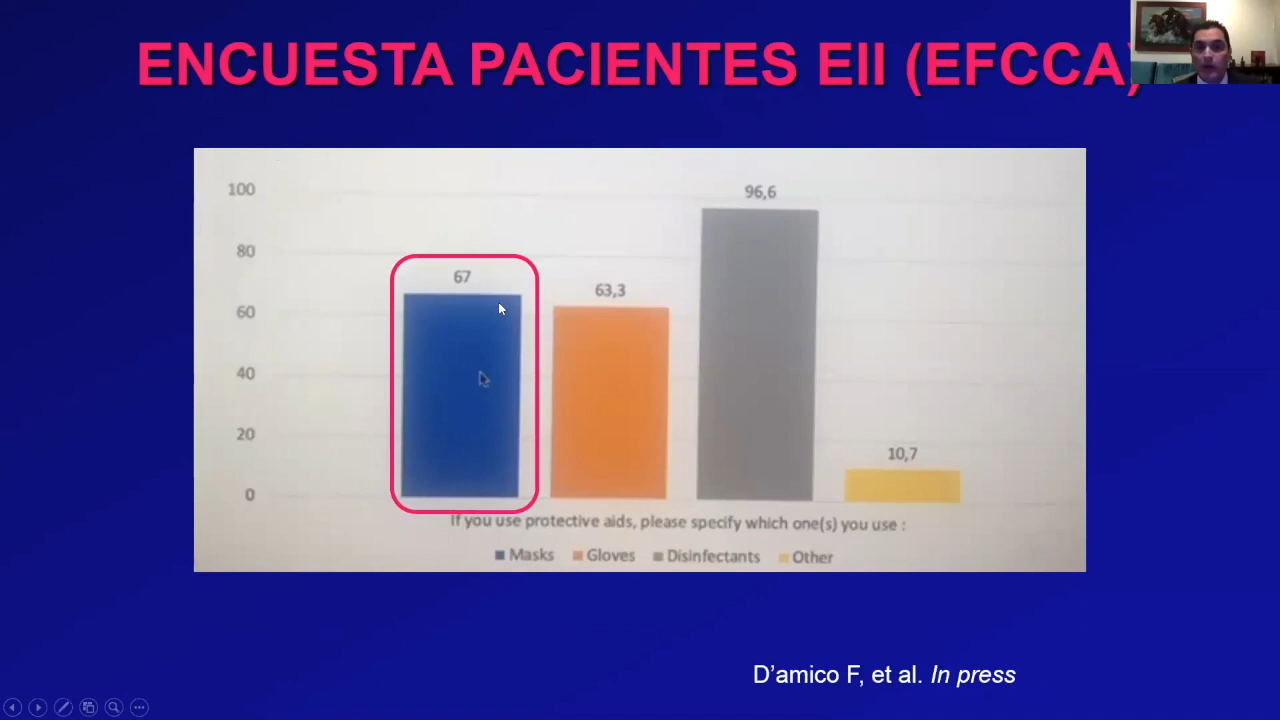 ENCUESTA PACIENTES EII (EFCCA)
100
80
60
40
20
0
67
63,3
96,6
10,7
If you use protective aids, please specify which one(s) you use :
Masks Gloves Disinfectants Other
D'amico F, et al. In press